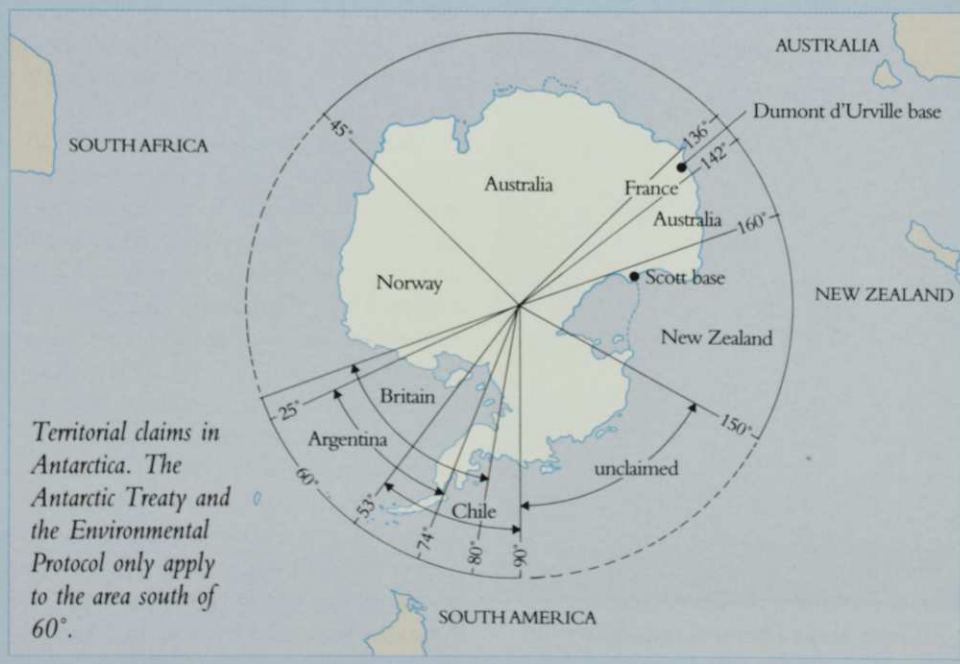 AUSTRALIA
Dumont d'Urville base
SOUTH AFRICA
45°
136°
142°
Australia
France
Australia
160°
Norway
Scott base
NEW ZEALAND
New Zealand
Britain
25°
150°
Argentina
unclaimed
60°
53°
Chile
74°
80°
90°
SOUTH AMERICA
Territorial claims in
Antarctica. The
Antarctic Treaty and
the Environmental
Protocol only apply
to the area south of
60°.